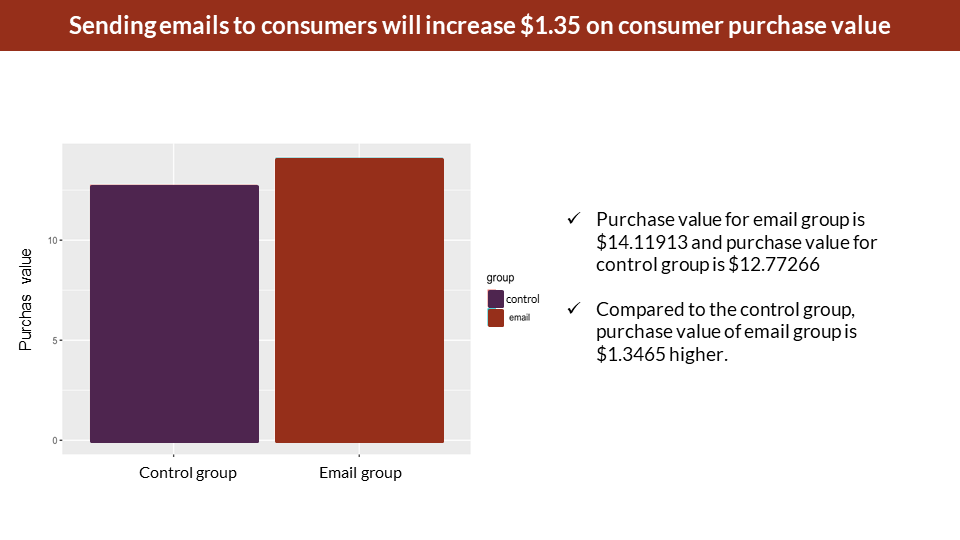 Sending emails to consumers will increase $1.35 on consumer purchase value
Purchas value
10
5
0
Control group
Email group
group
control
email
✓ Purchase value for email group is
$14.11913 and purchase value for
control group is $12.77266
✓ Compared to the control group,
purchase value of email group is
$1.3465 higher.